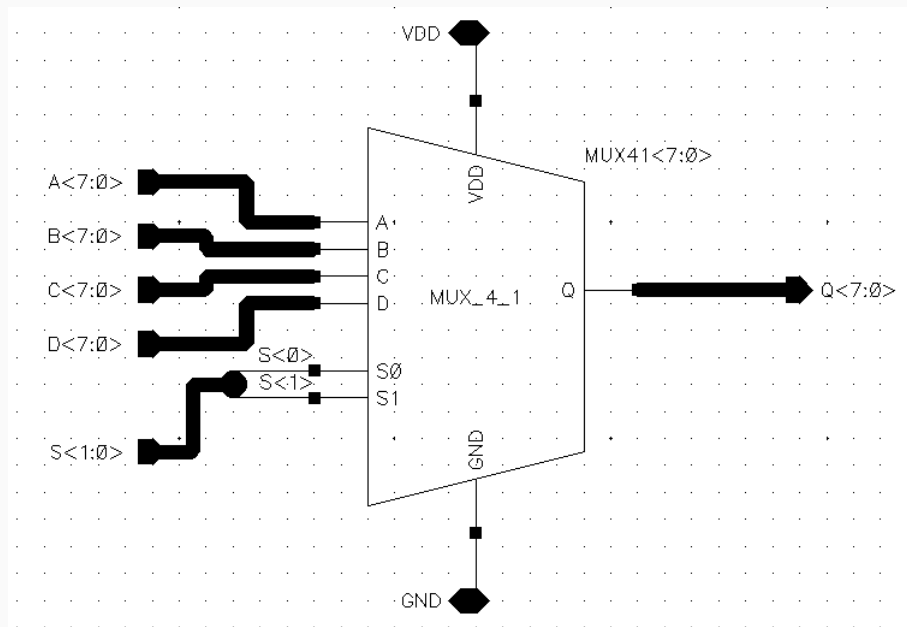 VDD
MUX41<7:0>
VDD
A<7:0>
A
B<7:0>
B
C<7:0>
C
D
MUX_4_1
Q
Q<7:0>
D<7:0>
S<0>
S0
S<1>
S1
S<1:0>
GND
GND